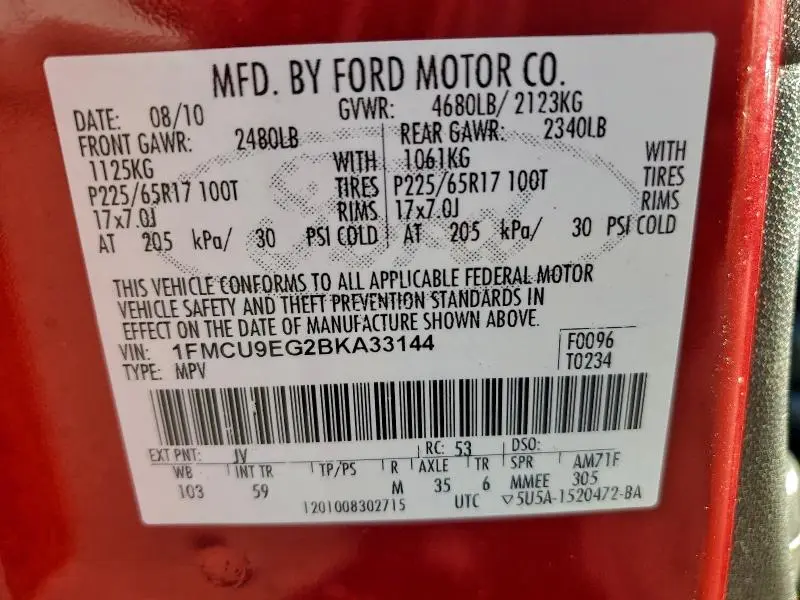 MFD. BY FORD MOTOR CO.
DATE: 08/10 GVWR: 4680LB/ 2123KG
FRONT GAWR: 2480LB REAR GAWR: 2340LB
1125KG WITH 1061KG WITH
P225/65R17 100T TIRES P225/65R17 100T TIRES
17x7.0J RIMS 17x7.0J RIMS
AT 205 kPa/ 30 PSI COLD AT 205 kPa/ 30 PSI COLD
THIS VEHICLE CONFORMS TO ALL APPLICABLE FEDERAL MOTOR
VEHICLE SAFETY AND THEFT PREVENTION STANDARDS IN
EFFECT ON THE DATE OF MANUFACTURE SHOWN ABOVE.
VIN: 1FMCU9EG2BKA33144 F0096
TYPE: MPV T0234
EXT PNT: JV RC: 53 DSO:
WB INT TR TP/PS R AXLE TR SPR AM71F
103 59 M 35 6 MMEE 305
1201008302715 UTC ▽5U5A-1520472-BA